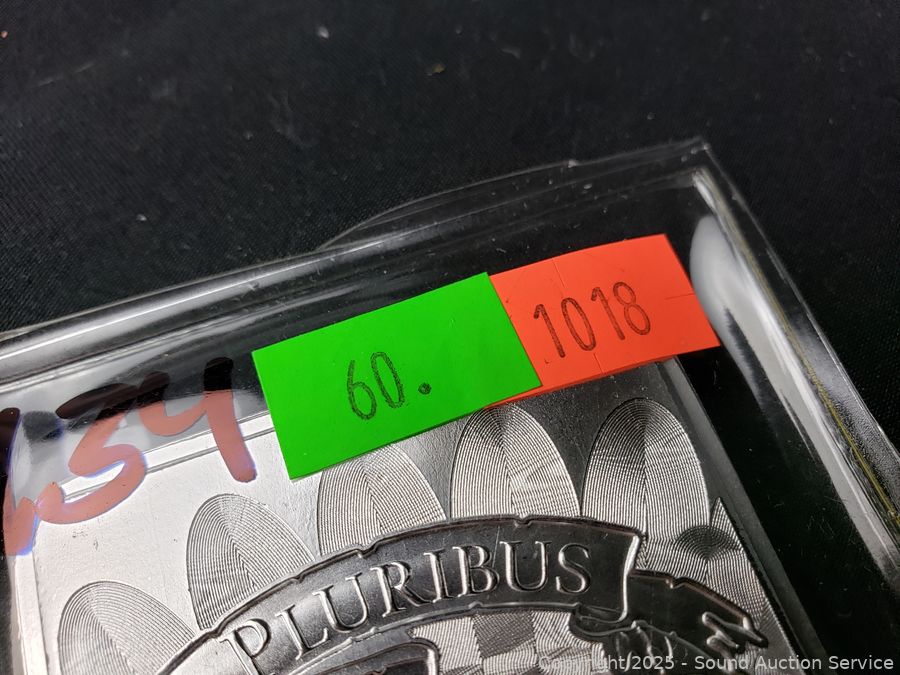 1018
60.
PLURIBUS
Copyright 2025 - Sound Auction Service